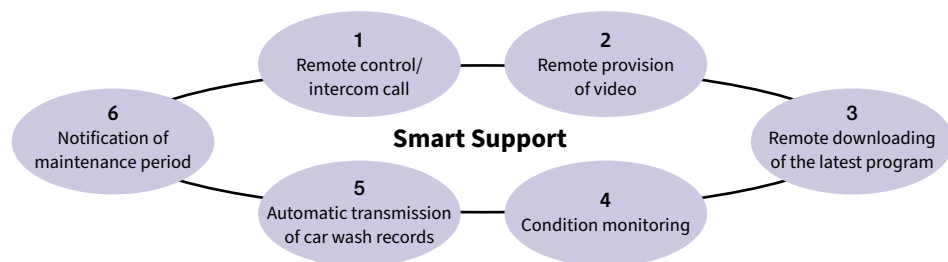 1
Remote control/
intercom call
2
Remote provision
of video
3
Remote downloading
of the latest program
Smart Support
4
Condition monitoring
5
Automatic transmission
of car wash records
6
Notification of
maintenance period